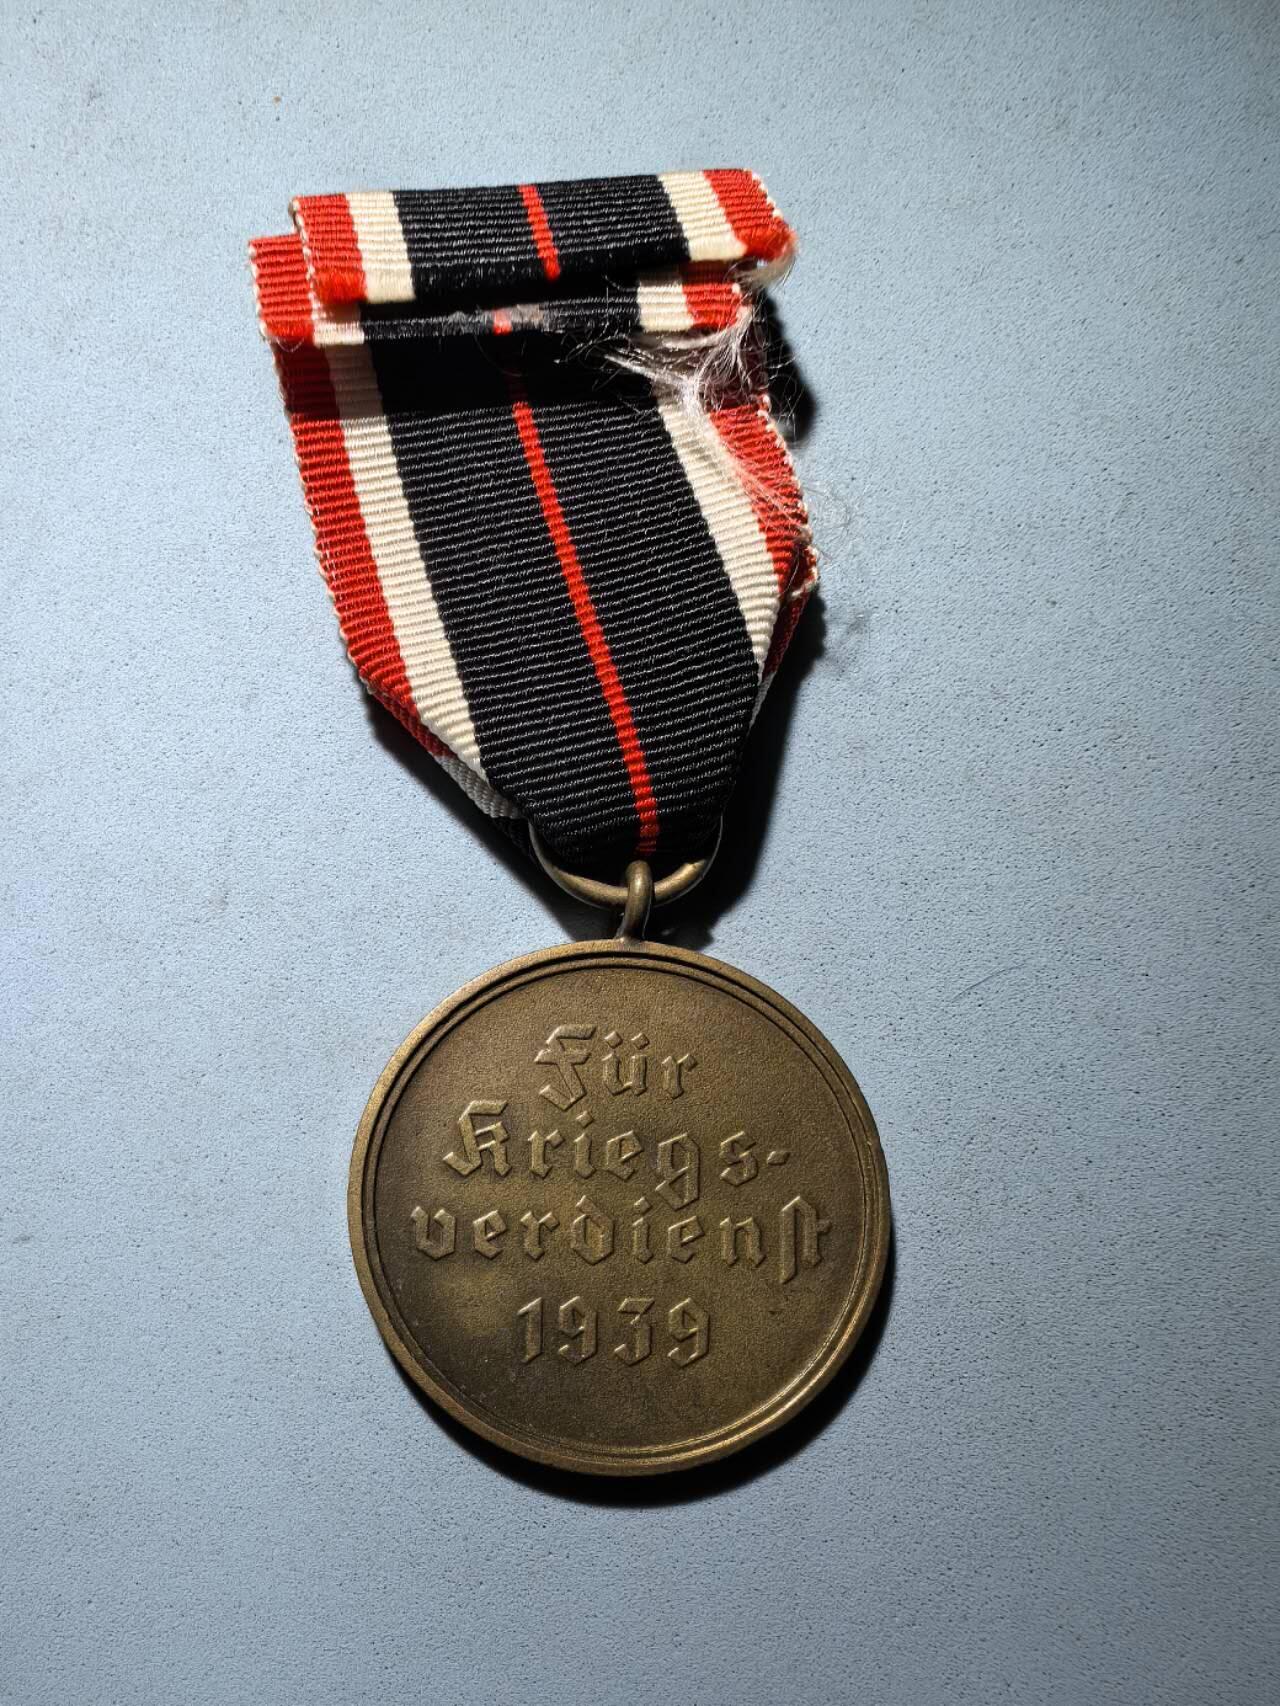 Für
Kriegs-
verdienst
1939